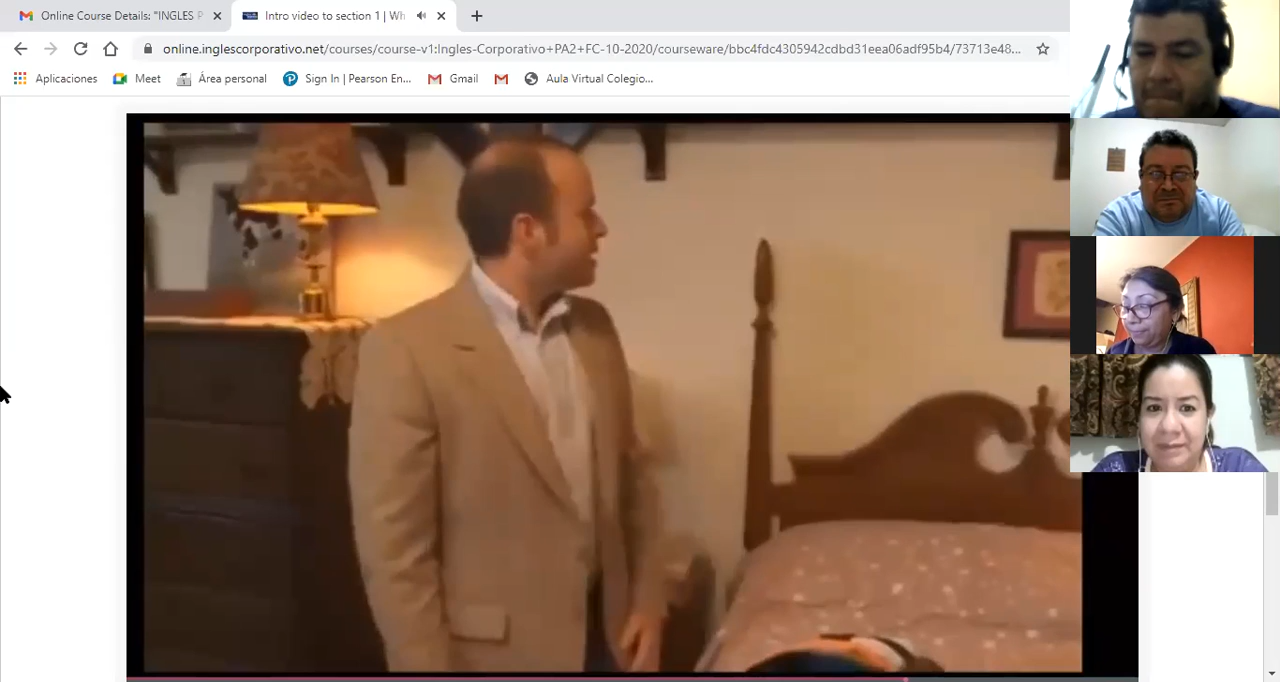 Online Course Details: "INGLES P
Intro video to section 1 | Wh
online.inglescorporativo.net/courses/course-v1:Ingles-Corporativo+PA2+FC-10-2020/courseware/bbc4fdc4305942cdbd31eea06adf95b4/73713e48...
Aplicaciones
Meet
Área personal
Sign In | Pearson En...
Gmail
Aula Virtual Colegio...